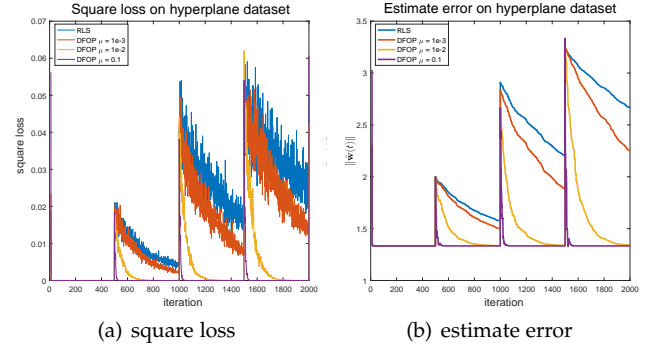 Square loss on hyperplane dataset
RLS
DFOP μ = 1e-3
DFOP μ = 1e-2
DFOP μ = 0.1
square loss
0.07
0.06
0.05
0.04
0.03
0.02
0.01
0
0 200 400 600 800 1000 1200 1400 1600 1800 2000
iteration
(a) square loss
Estimate error on hyperplane dataset
RLS
DFOP μ = 1e-3
DFOP μ = 1e-2
DFOP μ = 0.1
‖w̃(t)‖
3.5
3
2.5
2
1.5
1
0 200 400 600 800 1000 1200 1400 1600 1800 2000
iteration
(b) estimate error